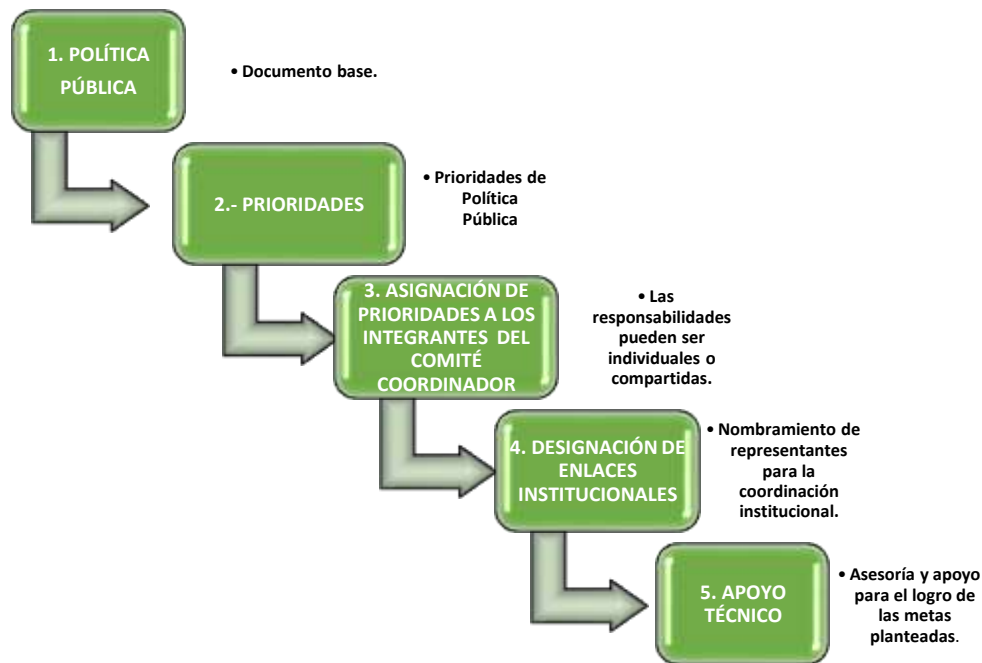 1. POLÍTICA
PÚBLICA
• Documento base.
2.- PRIORIDADES
• Prioridades de
Política
Pública
3. ASIGNACIÓN DE
PRIORIDADES A LOS
INTEGRANTES DEL
COMITÉ
COORDINADOR
• Las
responsabilidades
pueden ser
individuales o
compartidas.
4. DESIGNACIÓN DE
ENLACES
INSTITUCIONALES
• Nombramiento de
representantes
para la
coordinación
institucional.
5. APOYO
TÉCNICO
• Asesoría y apoyo
para el logro de
las metas
planteadas.